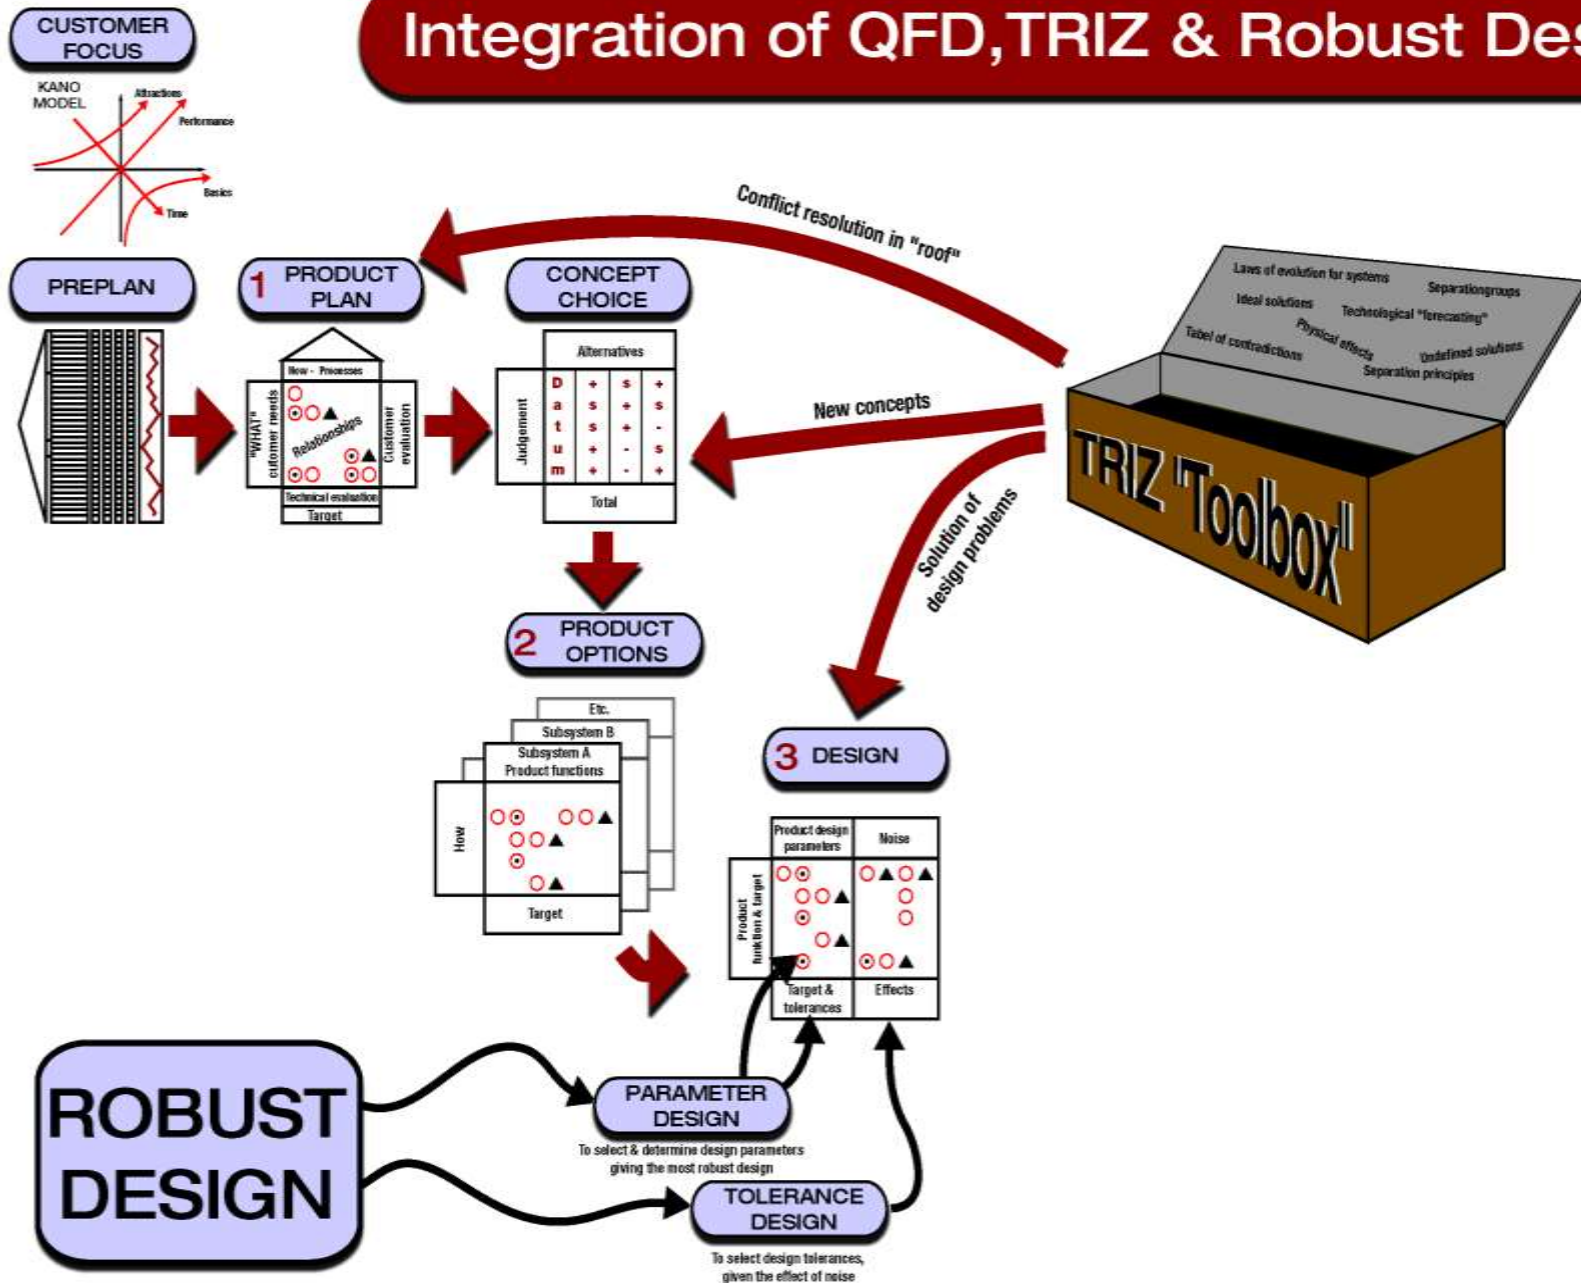 Integration of QFD,TRIZ & Robust Des
CUSTOMER
FOCUS
KANO
MODEL
Attractions
Performance
Basics
Time
PREPLAN
1 PRODUCT
PLAN
CONCEPT
CHOICE
How - Processes
"WHAT"
cutomer needs
Relationships
Customer
evaluation
Technical evaluation
Target
Alternatives
Judgement
D + s +
a s + s
t s + -
u + - s
m + - +
Total
Conflict resolution in "roof"
New concepts
Solution of
design problems
Laws of evolution for systems
Separationgroups
Ideal solutions
Technological "forecasting"
Physical effects
Tabel of contradictions
Undefined solutions
Separation principles
TRIZ "Toolbox"
2 PRODUCT
OPTIONS
Etc.
Subsystem B
Subsystem A
Product functions
How
Target
3 DESIGN
Product design
parameters
Noise
Product
funktion & target
Target &
tolerances
Effects
ROBUST
DESIGN
PARAMETER
DESIGN
To select & determine design parameters
giving the most robust design
TOLERANCE
DESIGN
To select design tolerances,
given the effect of noise